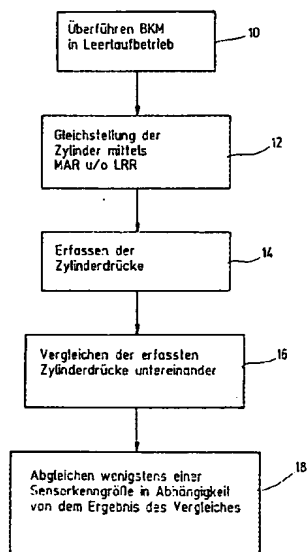 Überführen BKM
in Leerlaufbetrieb
10
Gleichstellung der
Zylinder mittels
MAR u/o LRR
12
Erfassen der
Zylinderdrücke
14
Vergleichen der erfassten
Zylinderdrücke untereinander
16
Abgleichen wenigstens einer
Sensorkenngröße in Abhängigkeit
von dem Ergebnis des Vergleiches
18